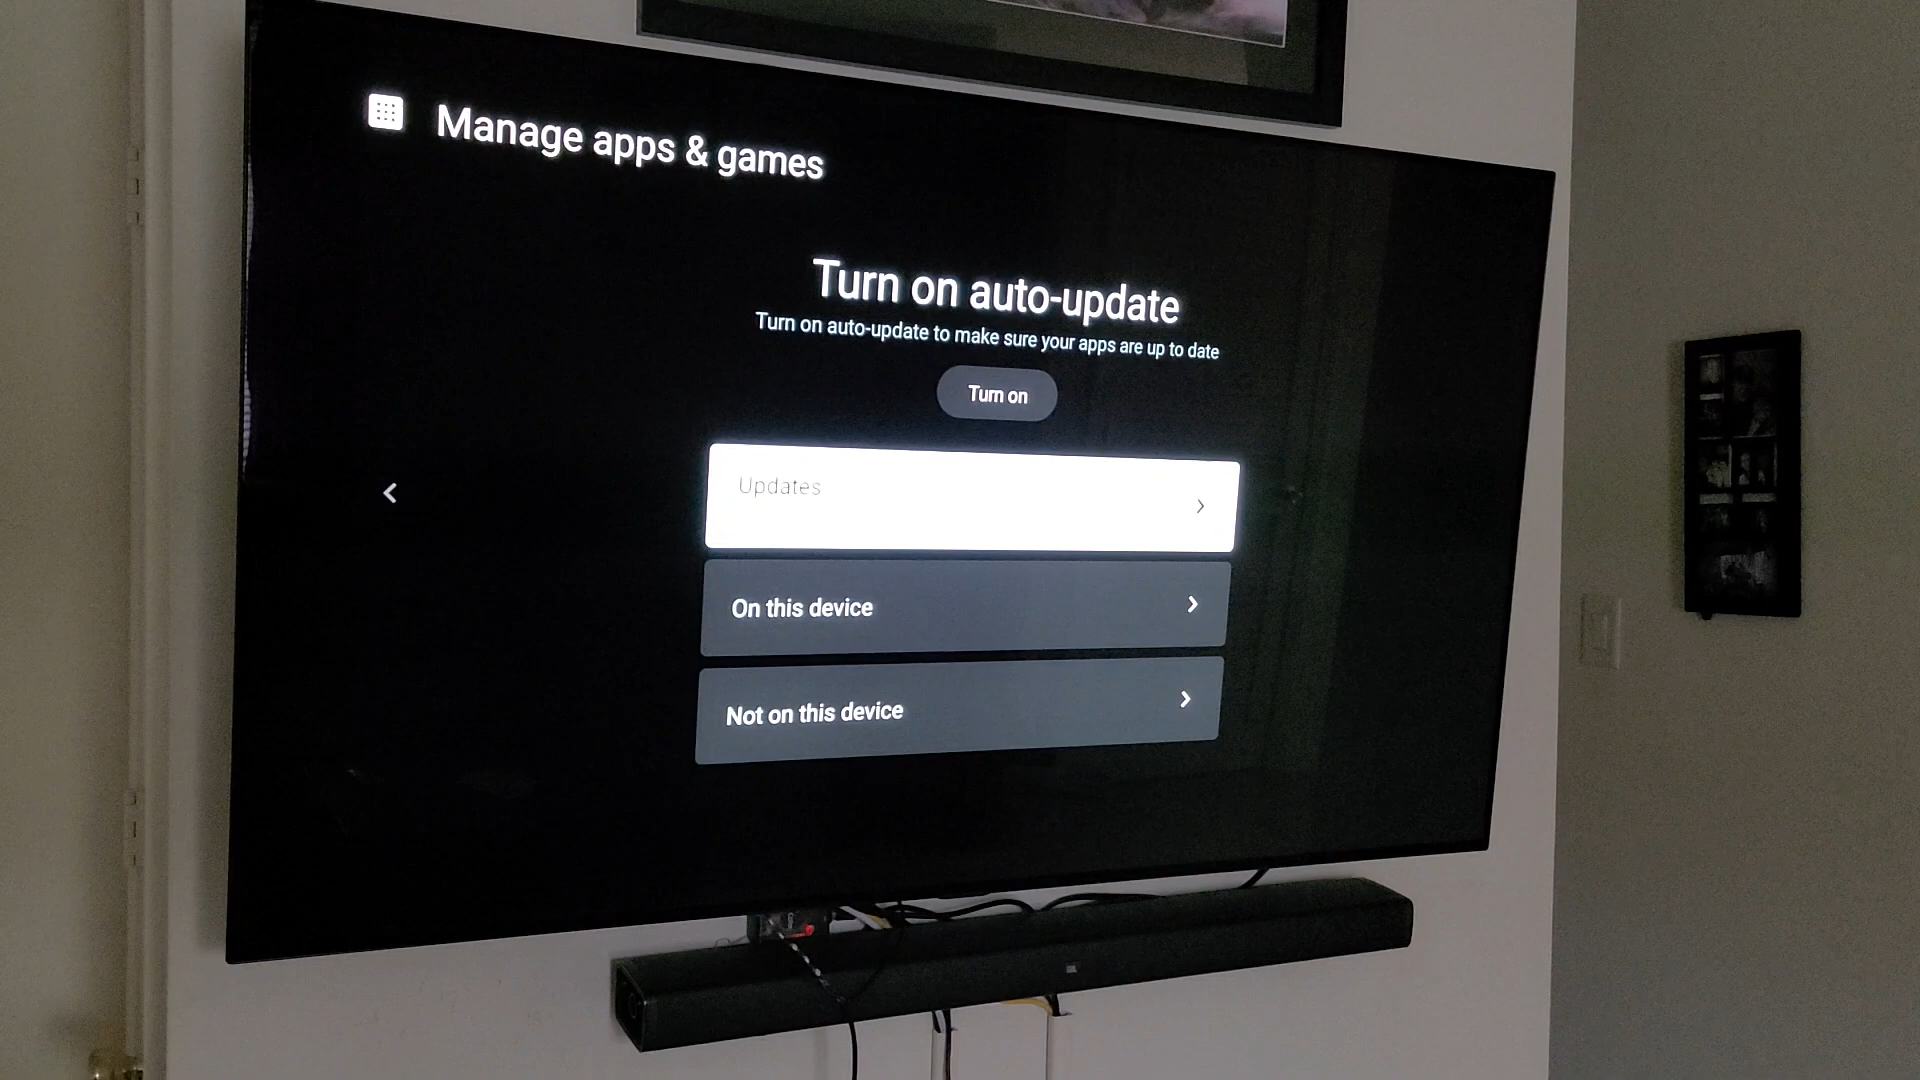 Manage apps & games
Turn on auto-update
Turn on auto-update to make sure your apps are up to date
Turn on
Updates
On this device
Not on this device